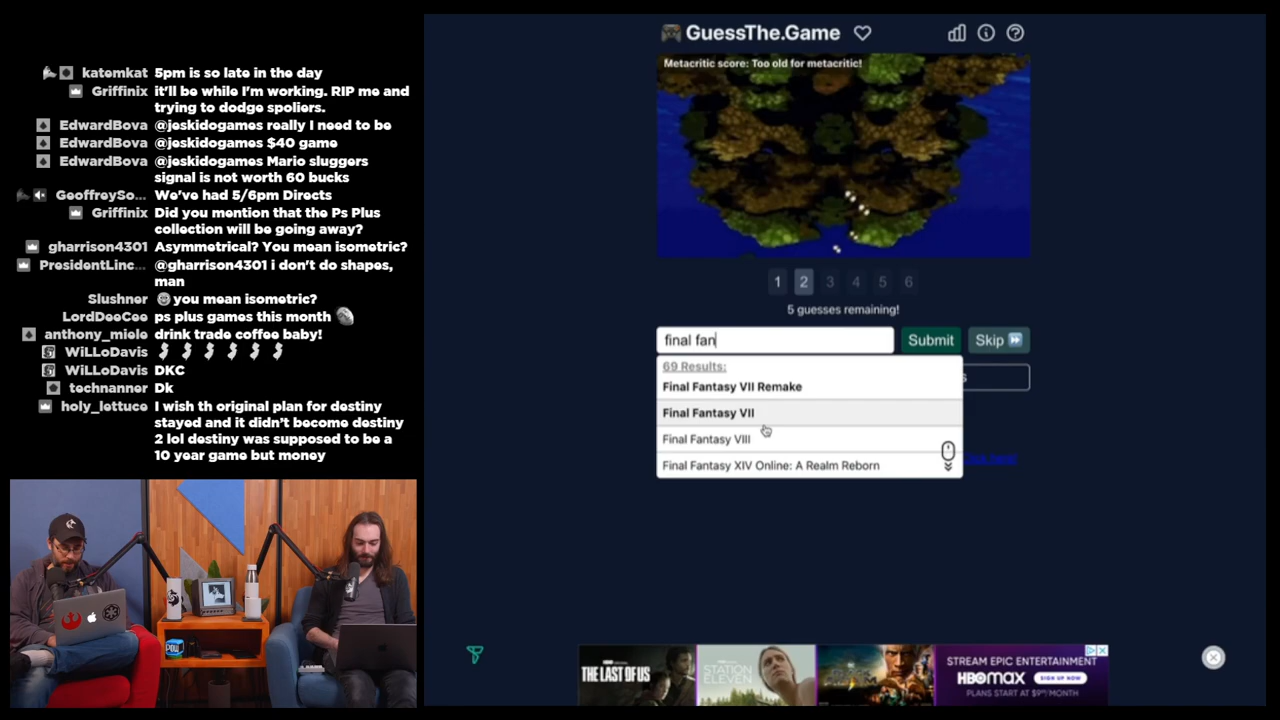 katemkat 5pm is so late in the day
Griffinix it'll be while I'm working. RIP me and
trying to dodge spoliers.
EdwardBova @jeskidogames really I need to be
EdwardBova @jeskidogames $40 game
EdwardBova @jeskidogames Mario sluggers
signal is not worth 60 bucks
GeoffreySo... We've had 5/6pm Directs
Griffinix Did you mention that the Ps Plus
collection will be going away?
gharrison4301 Asymmetrical? You mean isometric?
PresidentLinc... @gharrison4301 i don't do shapes,
man
Slushner you mean isometric?
LordDeeCee ps plus games this month
anthony_miele drink trade coffee baby!
WiLLoDavis
WiLLoDavis DKC
technanner Dk
holy_lettuce I wish th original plan for destiny
stayed and it didn't become destiny
2 lol destiny was supposed to be a
10 year game but money
POW
GuessThe.Game
Metacritic score: Too old for metacritic!
1 2 3 4 5 6
5 guesses remaining!
final fan
Submit
Skip
69 Results:
Final Fantasy VII Remake
Final Fantasy VII
Final Fantasy VIII
Final Fantasy XIV Online: A Realm Reborn
s
THE LAST OF US
STATION
ELEVEN
STREAM EPIC ENTERTAINMENT
HBOMAX SIGN UP NOW
PLANS START AT $9⁹⁹/MONTH